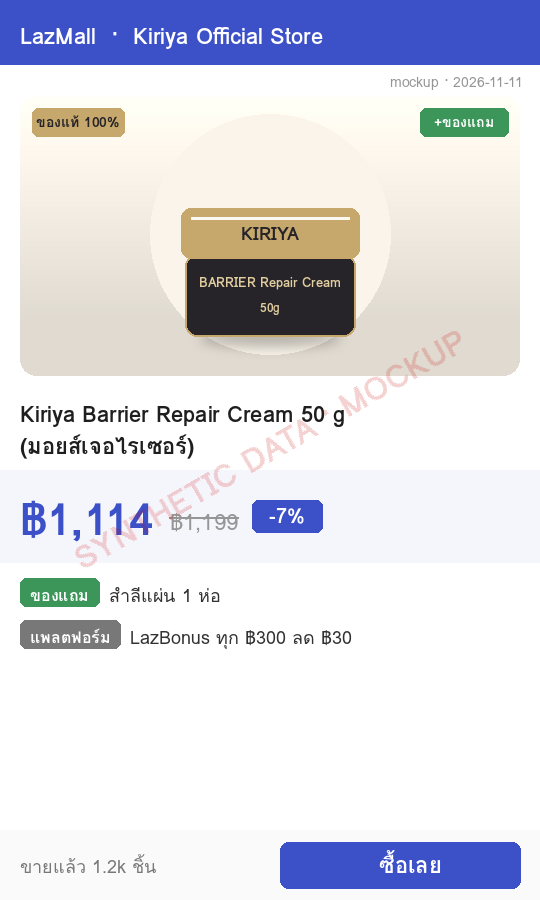 LazMall · Kiriya Official Store
mockup · 2026-11-11
ของแท้ 100%
+ของแถม
KIRIYA
BARRIER Repair Cream
50g
Kiriya Barrier Repair Cream 50 g
(มอยส์เจอไรเซอร์)
฿1,114 ฿1,199 -7%
SYNTHETIC DATA · MOCKUP
ของแถม สำลีแผ่น 1 ห่อ
แพลตฟอร์ม LazBonus ทุก ฿300 ลด ฿30
ขายแล้ว 1.2k ชิ้น
ซื้อเลย